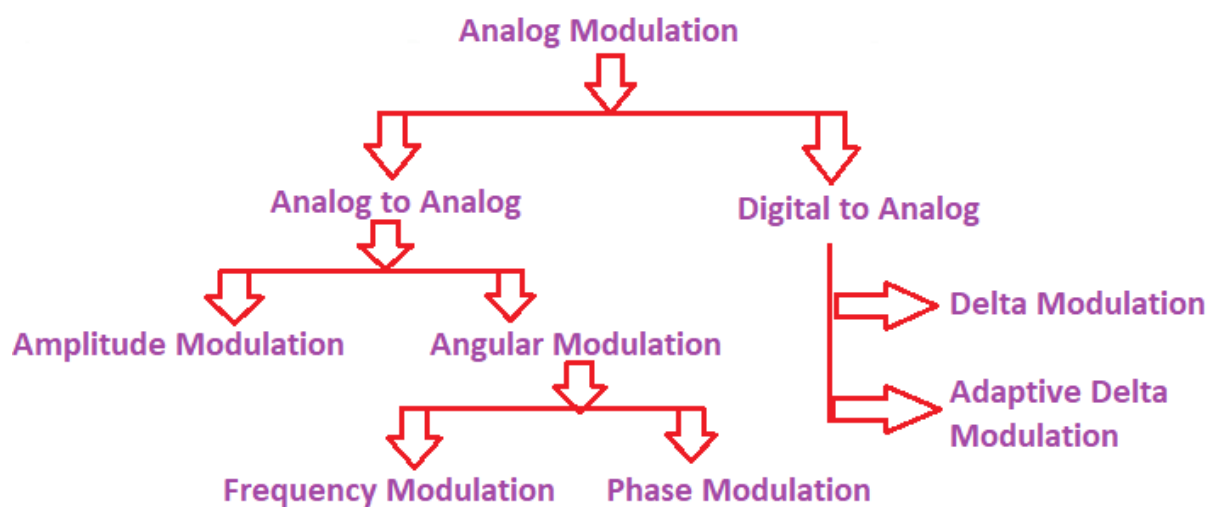 Analog Modulation
Analog to Analog
Digital to Analog
Delta Modulation
Amplitude Modulation
Angular Modulation
Adaptive Delta
Modulation
Frequency Modulation
Phase Modulation